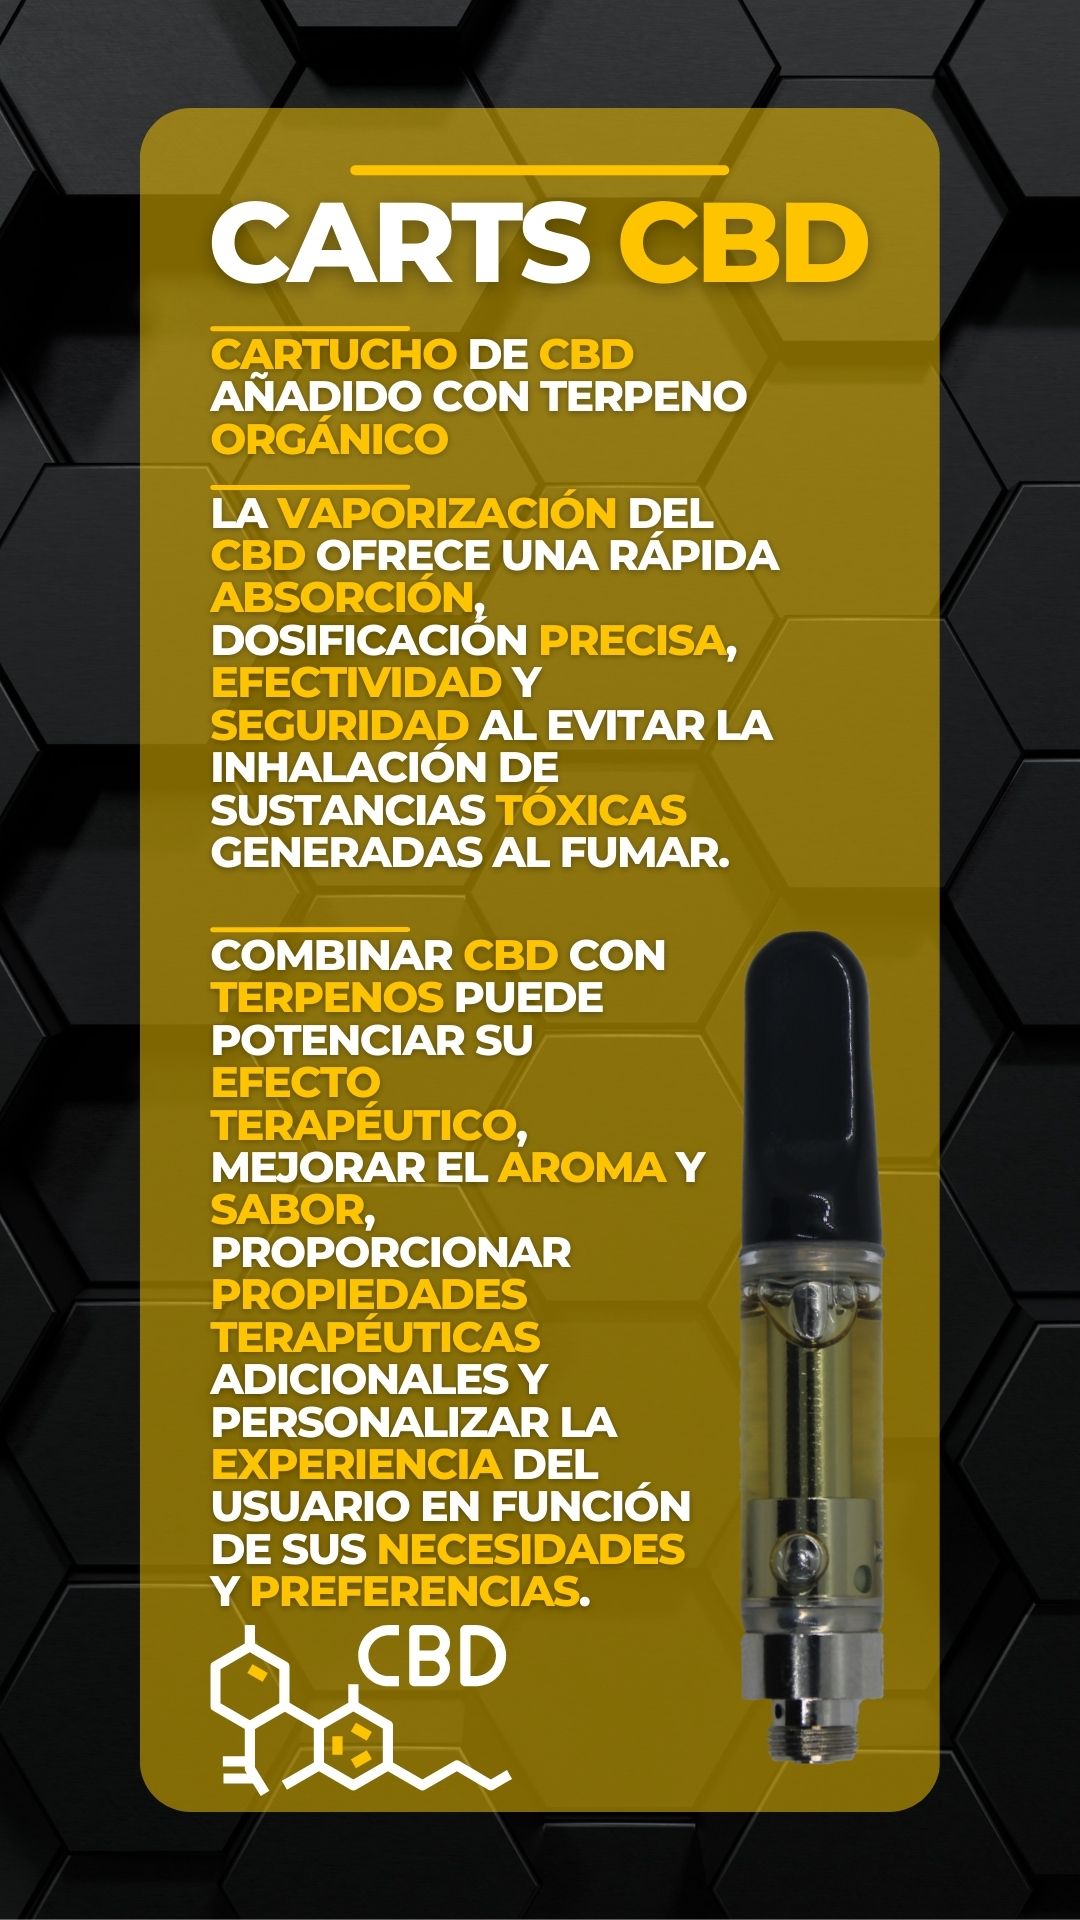 CARTS CBD
CARTUCHO DE CBD
AÑADIDO CON TERPENO
ORGÁNICO
LA VAPORIZACIÓN DEL
CBD OFRECE UNA RÁPIDA
ABSORCIÓN,
DOSIFICACIÓN PRECISA,
EFECTIVIDAD Y
SEGURIDAD AL EVITAR LA
INHALACIÓN DE
SUSTANCIAS TÓXICAS
GENERADAS AL FUMAR.
COMBINAR CBD CON
TERPENOS PUEDE
POTENCIAR SU
EFECTO
TERAPÉUTICO,
MEJORAR EL AROMA Y
SABOR,
PROPORCIONAR
PROPIEDADES
TERAPÉUTICAS
ADICIONALES Y
PERSONALIZAR LA
EXPERIENCIA DEL
USUARIO EN FUNCIÓN
DE SUS NECESIDADES
Y PREFERENCIAS.
CBD